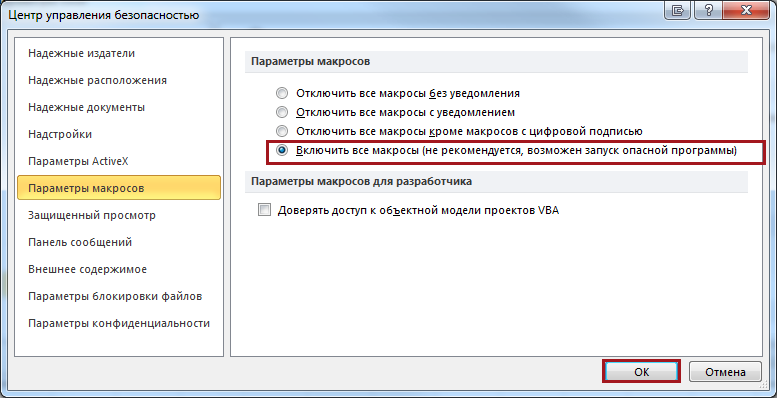 Центр управления безопасностью
Надежные издатели
Надежные расположения
Надежные документы
Надстройки
Параметры ActiveX
Параметры макросов
Защищенный просмотр
Панель сообщений
Внешнее содержимое
Параметры блокировки файлов
Параметры конфиденциальности
Параметры макросов
Отключить все макросы без уведомления
Отключить все макросы с уведомлением
Отключить все макросы кроме макросов с цифровой подписью
Включить все макросы (не рекомендуется, возможен запуск опасной программы)
Параметры макросов для разработчика
Доверять доступ к объектной модели проектов VBA
ОК
Отмена